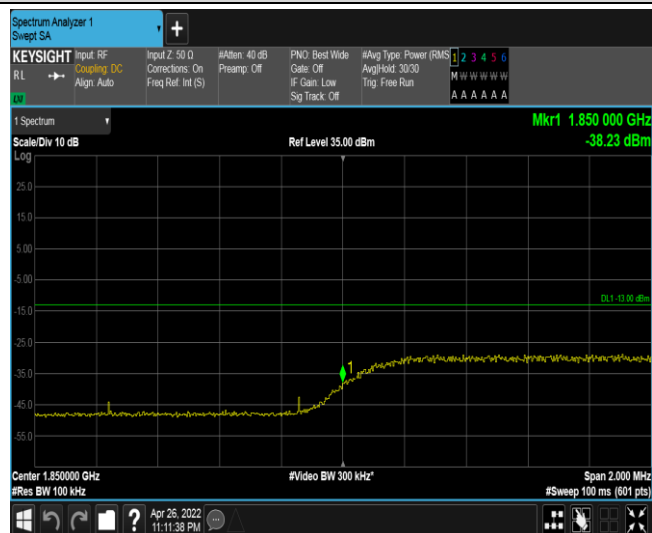 Spectrum Analyzer 1
Swept SA
+
KEYSIGHT
RL
Input: RF
Coupling: DC
Align: Auto
Input Z: 50 Ω
Corrections: On
Freq Ref: Int (S)
#Atten: 40 dB
Preamp: Off
PNO: Best Wide
Gate: Off
IF Gain: Low
Sig Track: Off
#Avg Type: Power (RMS
Avg|Hold: 30/30
Trig: Free Run
1 2 3 4 5 6
M W W W W W
A A A A A A
1 Spectrum
Mkr1 1.850 000 GHz
-38.23 dBm
Scale/Div 10 dB
Ref Level 35.00 dBm
Log
25.0
15.0
5.00
-5.00
DL1 -13.00 dBm
-15.0
-25.0
-35.0
1
-45.0
-55.0
Center 1.850000 GHz
#Video BW 300 kHz*
Span 2.000 MHz
#Res BW 100 kHz
#Sweep 100 ms (601 pts)
?
Apr 26, 2022
11:11:38 PM